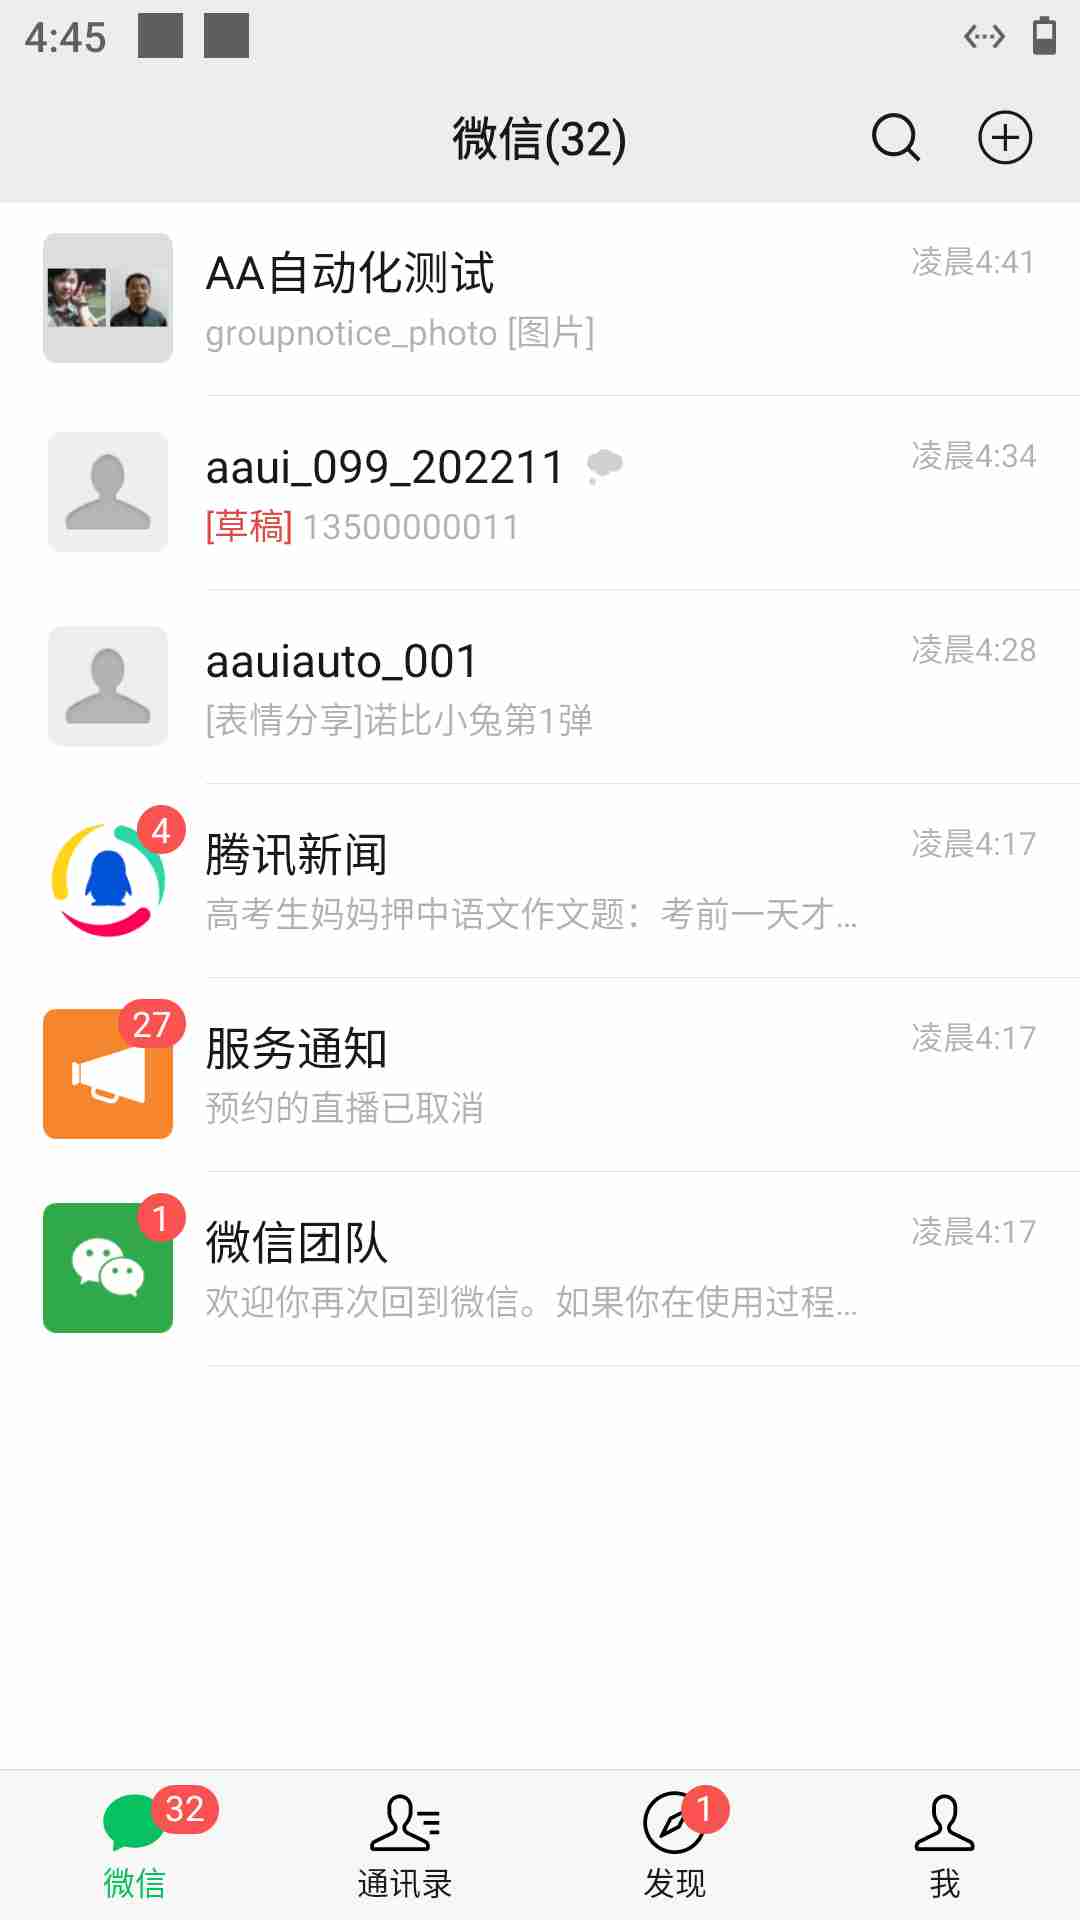 4:45
微信(32)
AA自动化测试
凌晨4:41
groupnotice_photo [图片]
aaui_099_202211
凌晨4:34
[草稿] 13500000011
aauiauto_001
凌晨4:28
[表情分享]诺比小兔第1弹
4
腾讯新闻
凌晨4:17
高考生妈妈押中语文作文题：考前一天才...
27
服务通知
凌晨4:17
预约的直播已取消
1
微信团队
凌晨4:17
欢迎你再次回到微信。如果你在使用过程...
32
1
微信
通讯录
发现
我